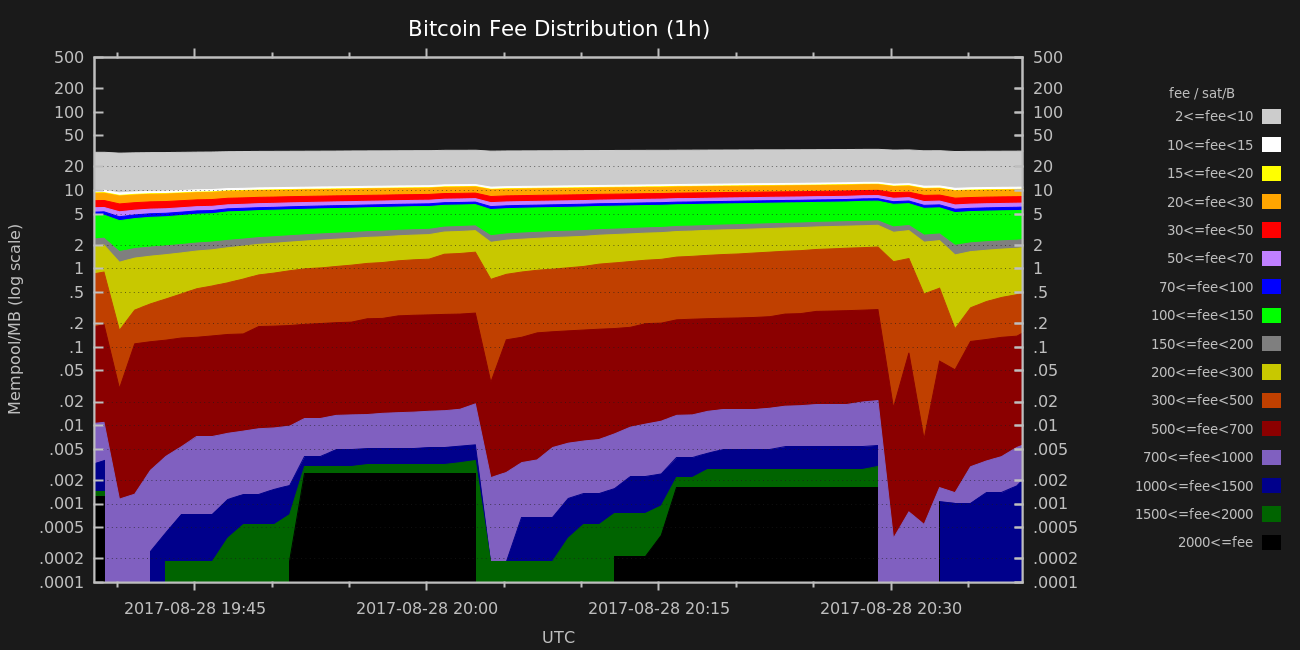 Bitcoin Fee Distribution (1h)
500 500
200 200
100 100
50 50
20 20
10 10
5 5
2 2
1 1
.5 .5
.2 .2
.1 .1
.05 .05
.02 .02
.01 .01
.005 .005
.002 .002
.001 .001
.0005 .0005
.0002 .0002
.0001 .0001
Mempool/MB (log scale)
2017-08-28 19:45 2017-08-28 20:00 2017-08-28 20:15 2017-08-28 20:30
UTC
fee / sat/B
2<=fee<10
10<=fee<15
15<=fee<20
20<=fee<30
30<=fee<50
50<=fee<70
70<=fee<100
100<=fee<150
150<=fee<200
200<=fee<300
300<=fee<500
500<=fee<700
700<=fee<1000
1000<=fee<1500
1500<=fee<2000
2000<=fee